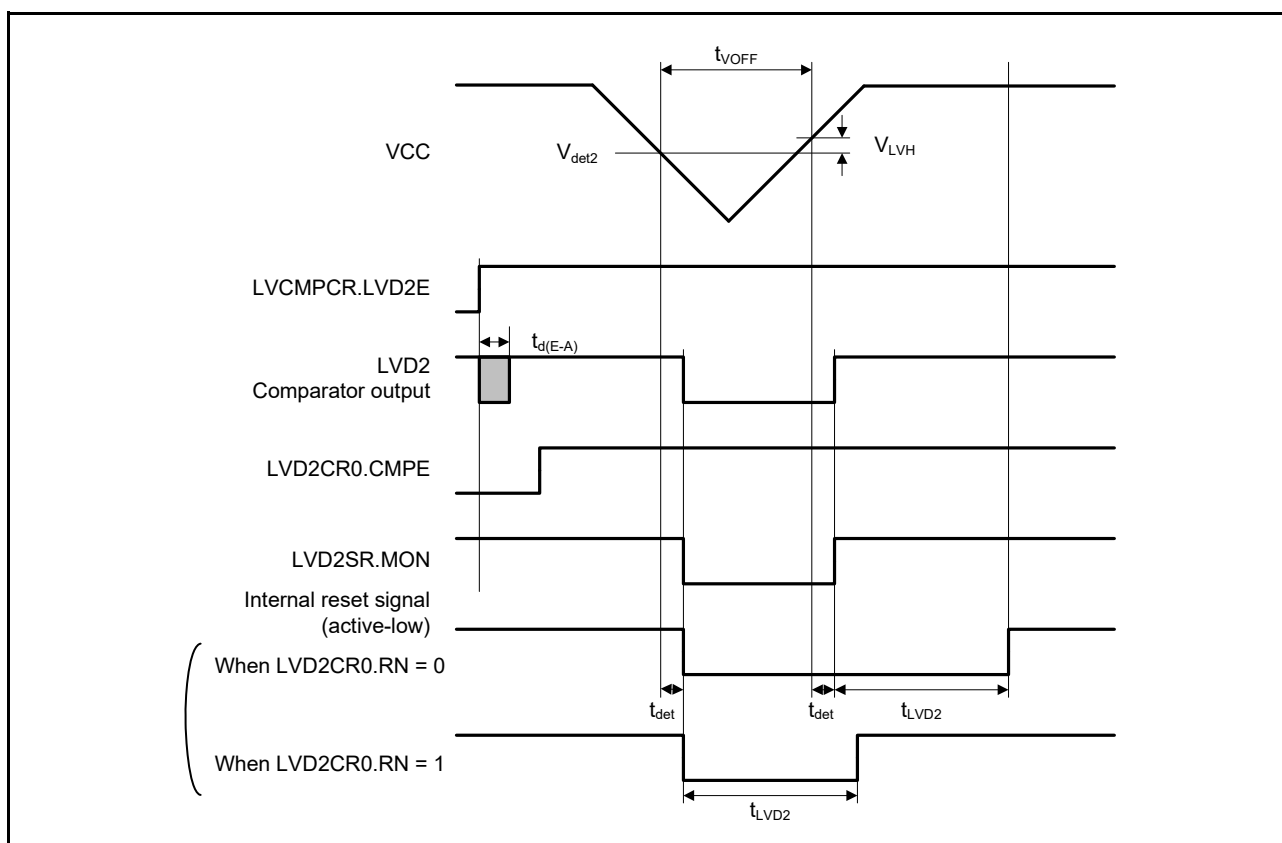 tVOFF
VCC
Vdet2
VLVH
LVCMPCR.LVD2E
td(E-A)
LVD2
Comparator output
LVD2CR0.CMPE
LVD2SR.MON
Internal reset signal
(active-low)
When LVD2CR0.RN = 0
tdet
tdet
tLVD2
When LVD2CR0.RN = 1
tLVD2